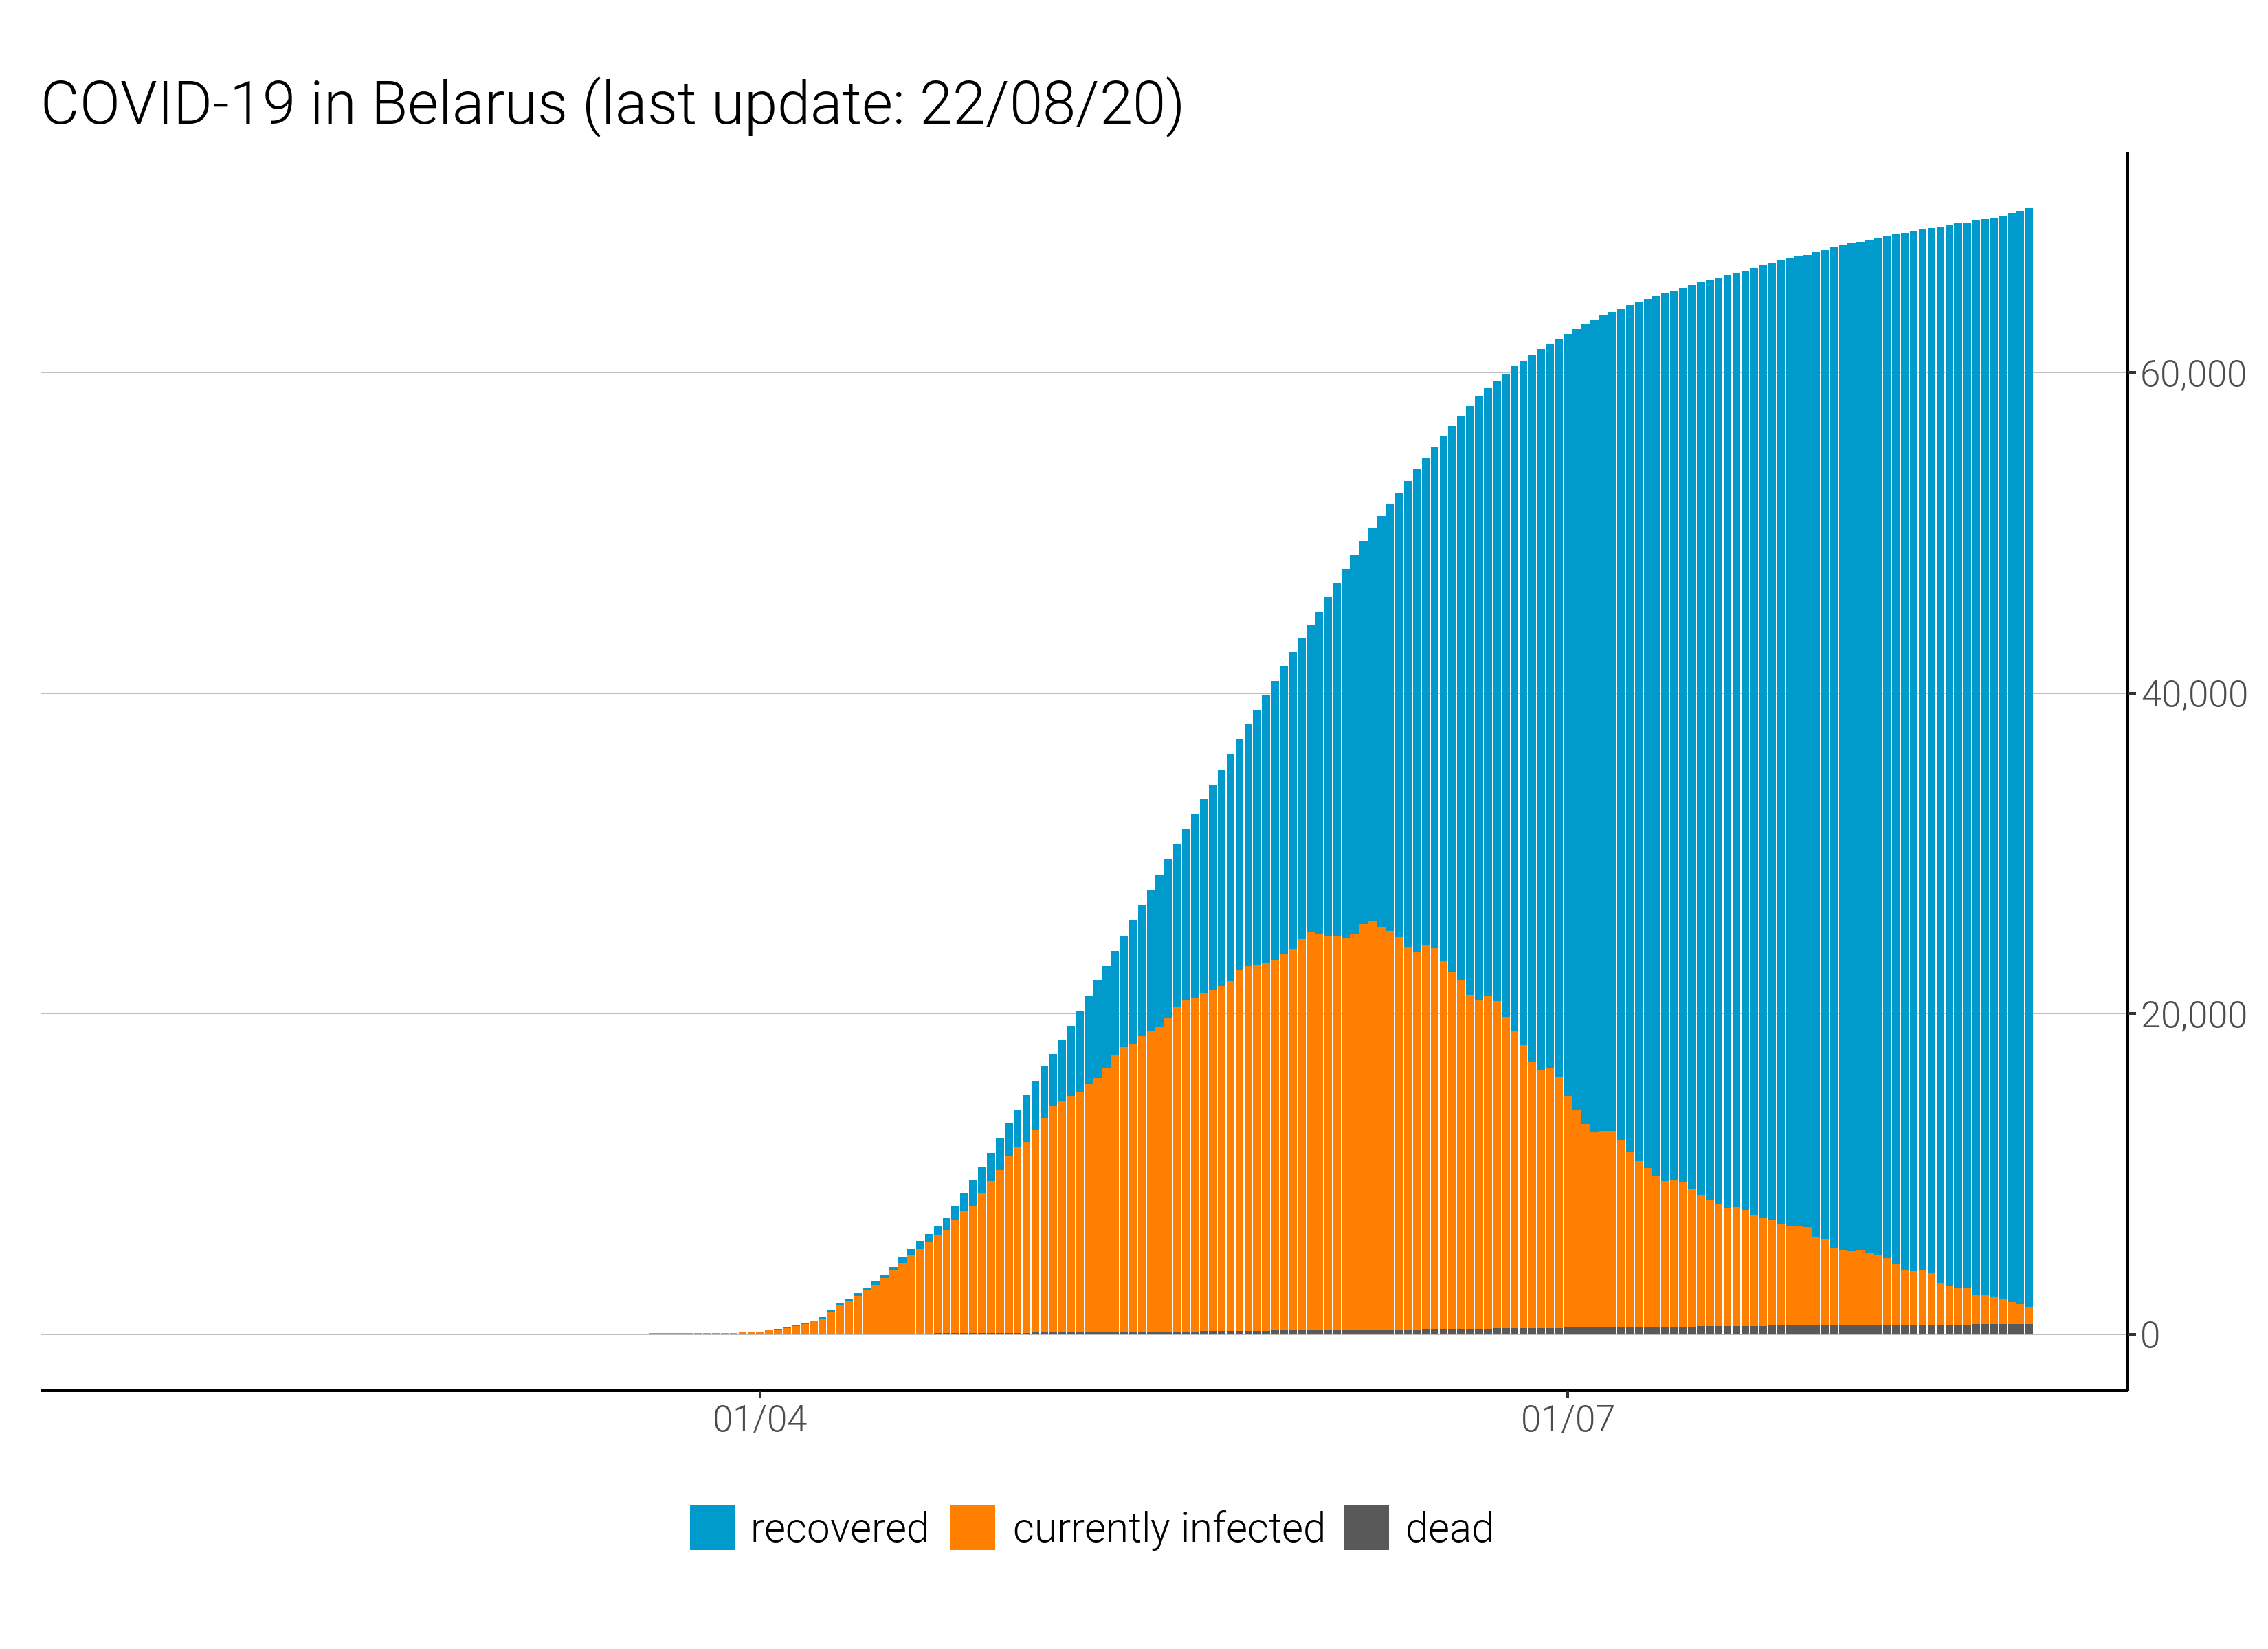 COVID-19 in Belarus (last update: 22/08/20)
60,000
40,000
20,000
0
01/04 01/07
recovered currently infected dead